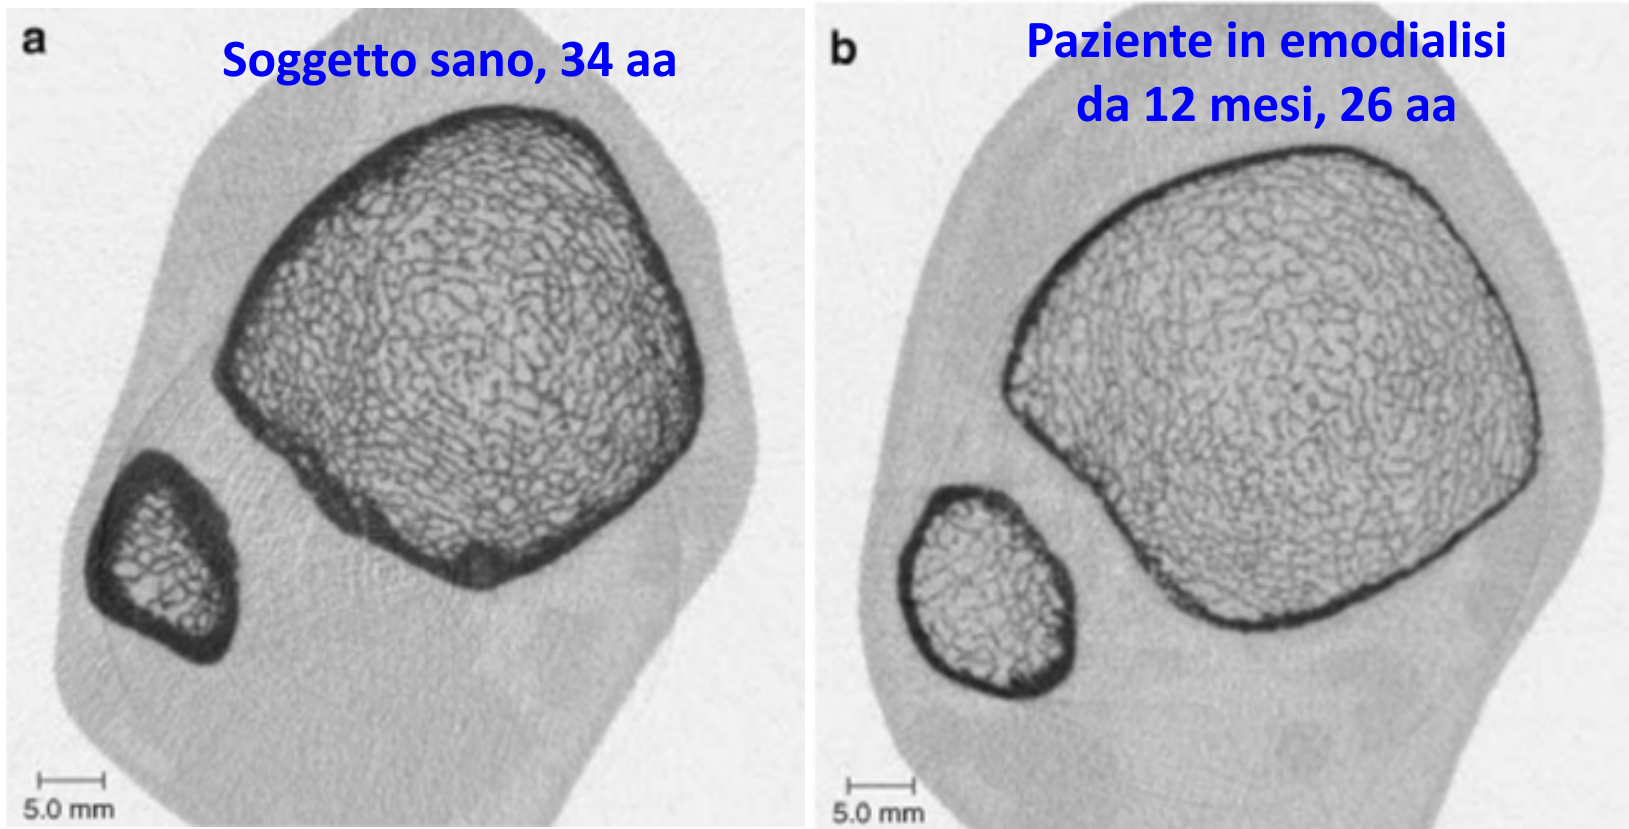 a
Soggetto sano, 34 aa
5.0 mm
b
Paziente in emodialisi
da 12 mesi, 26 aa
5.0 mm